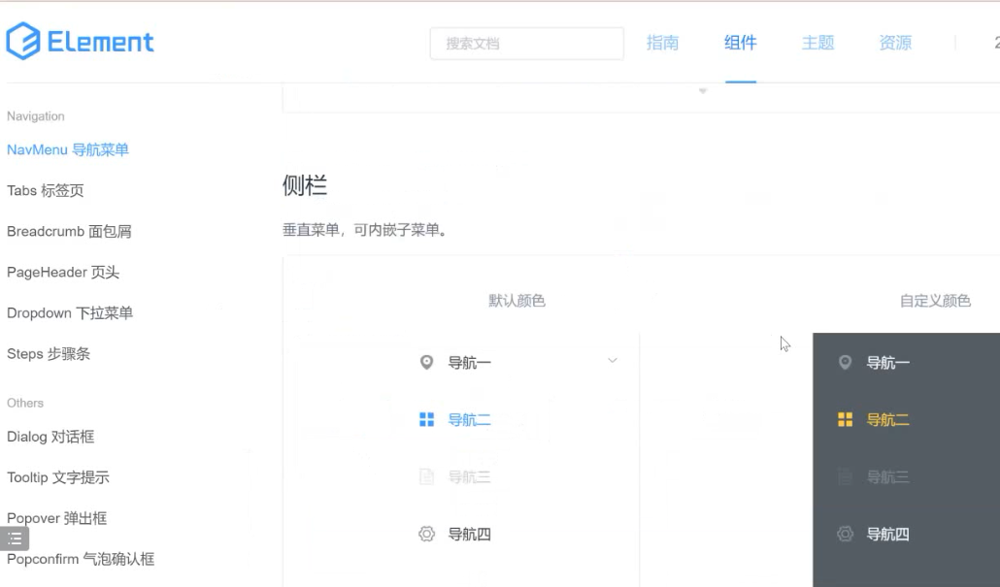 Element
搜索文档
指南
组件
主题
资源
2
Navigation
NavMenu 导航菜单
Tabs 标签页
Breadcrumb 面包屑
PageHeader 页头
Dropdown 下拉菜单
Steps 步骤条
Others
Dialog 对话框
Tooltip 文字提示
Popover 弹出框
Popconfirm 气泡确认框
侧栏
垂直菜单，可内嵌子菜单。
默认颜色
导航一
导航二
导航三
导航四
自定义颜色
导航一
导航二
导航三
导航四